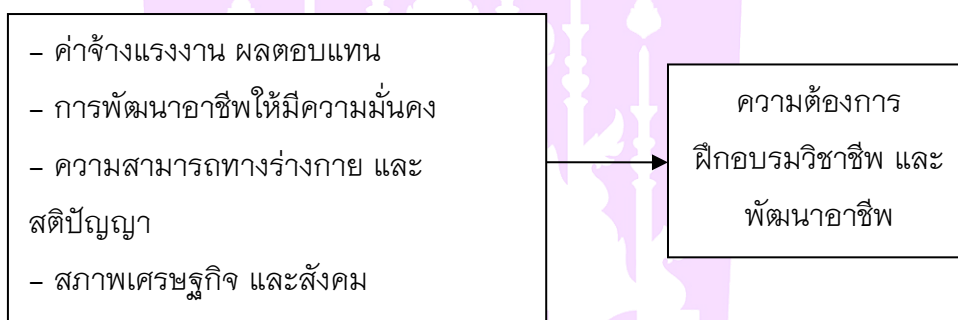 – ค่าจ้างแรงงาน ผลตอบแทน
– การพัฒนาอาชีพให้มีความมั่นคง
– ความสามารถทางร่างกาย และ
สติปัญญา
– สภาพเศรษฐกิจ และสังคม
ความต้องการ
ฝึกอบรมวิชาชีพ และ
พัฒนาอาชีพ